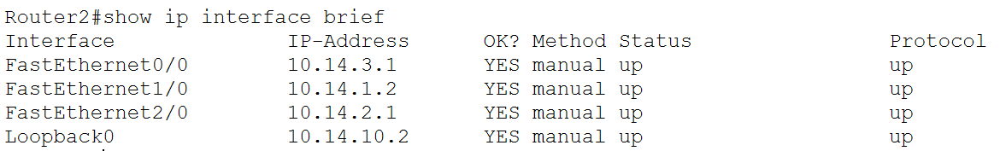 Router2#show ip interface brief
Interface              IP-Address      OK? Method Status                Protocol
FastEthernet0/0        10.14.3.1       YES manual up                    up
FastEthernet1/0        10.14.1.2       YES manual up                    up
FastEthernet2/0        10.14.2.1       YES manual up                    up
Loopback0              10.14.10.2      YES manual up                    up